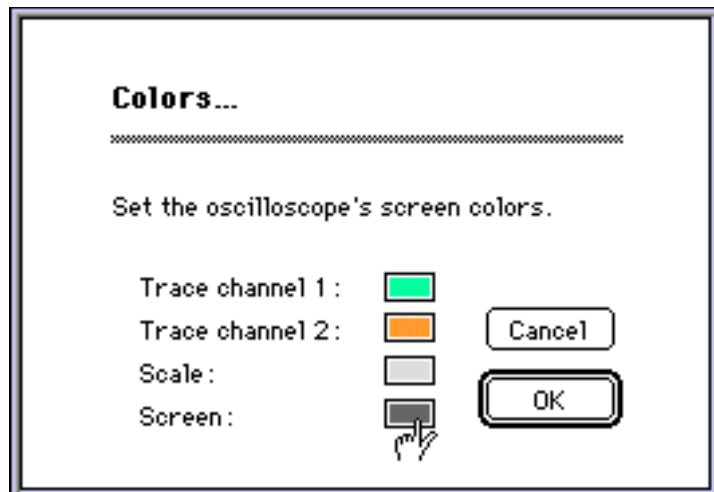 Colors...
Set the oscilloscope's screen colors.
Trace channel 1 :
Trace channel 2 :
Cancel
Scale :
OK
Screen :